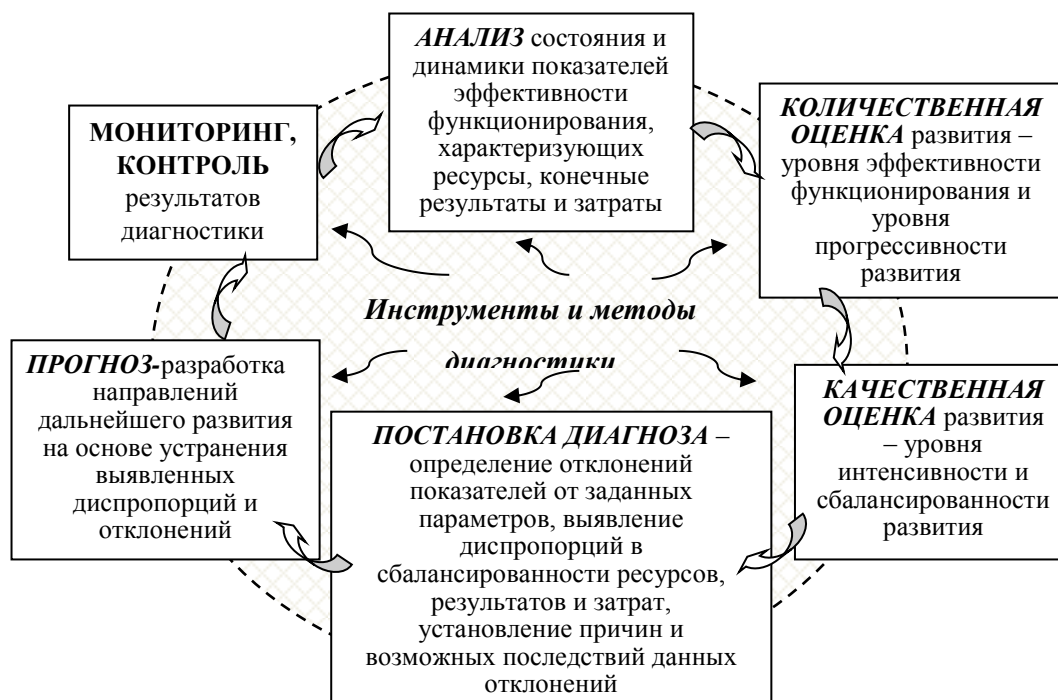 АНАЛИЗ состояния и
динамики показателей
эффективности
функционирования,
характеризующих
ресурсы, конечные
результаты и затраты
КОЛИЧЕСТВЕННАЯ
ОЦЕНКА развития –
уровня эффективности
функционирования и
уровня
прогрессивности
развития
МОНИТОРИНГ,
КОНТРОЛЬ
результатов
диагностики
Инструменты и методы
диагностики
ПРОГНОЗ-разработка
направлений
дальнейшего развития
на основе устранения
выявленных
диспропорций и
отклонений
КАЧЕСТВЕННАЯ
ОЦЕНКА развития
– уровня
интенсивности и
сбалансированности
развития
ПОСТАНОВКА ДИАГНОЗА –
определение отклонений
показателей от заданных
параметров, выявление
диспропорций в
сбалансированности ресурсов,
результатов и затрат,
установление причин и
возможных последствий данных
отклонений